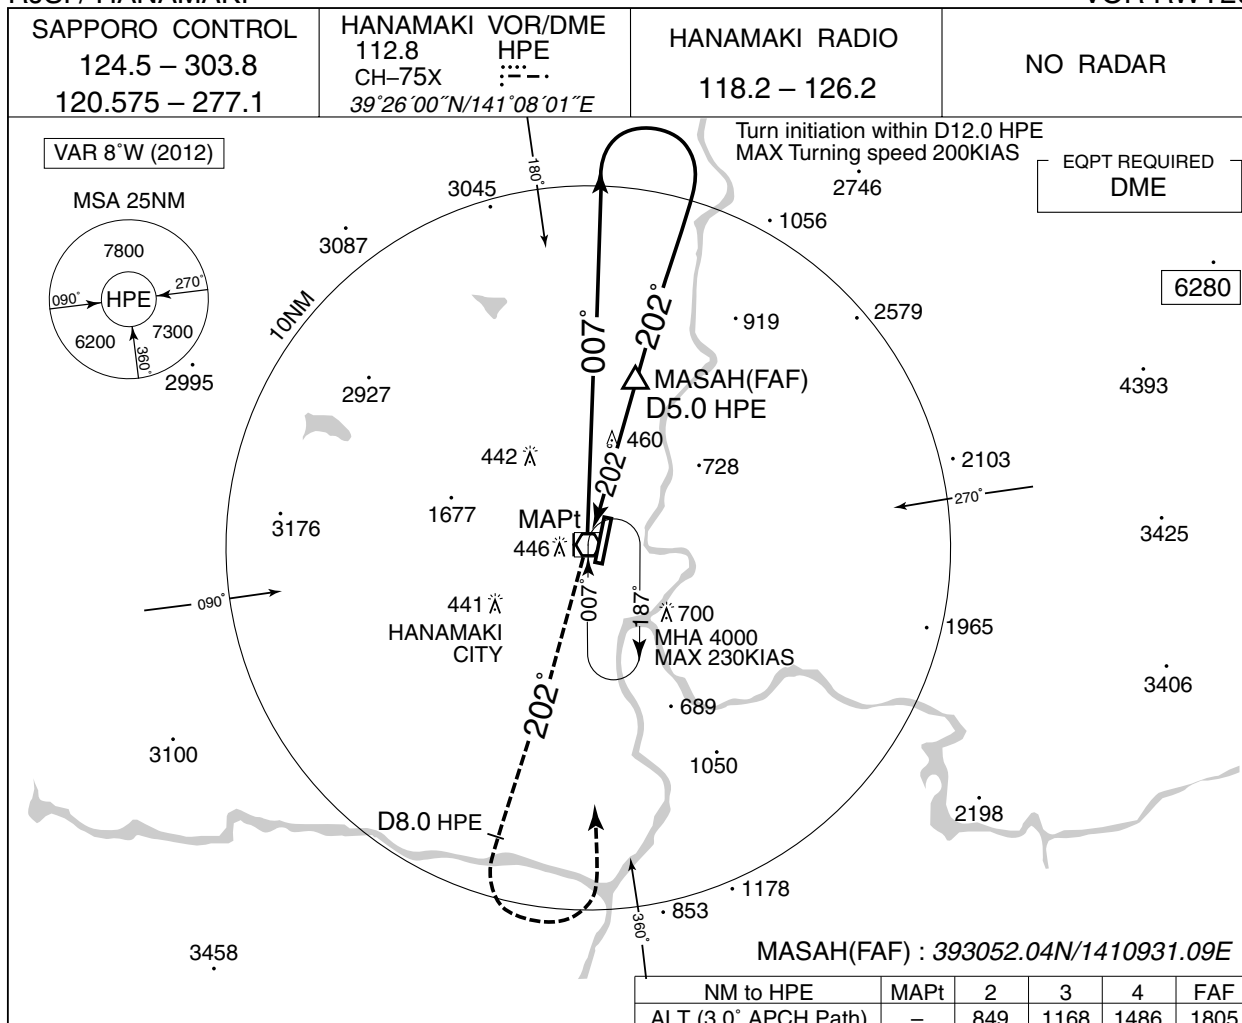 SAPPORO CONTROL
124.5 – 303.8
120.575 – 277.1
HANAMAKI VOR/DME
112.8 HPE
CH–75X
39°26´00˝N/141°08´01˝E
HANAMAKI RADIO
118.2 – 126.2
NO RADAR
VAR 8°W (2012)
Turn initiation within D12.0 HPE
MAX Turning speed 200KIAS
EQPT REQUIRED
DME
MSA 25NM
7800
090°
HPE
270°
6200
7300
360°
180°
3045
2746
1056
3087
6280
10NM
007°
202°
919
2579
2995
2927
MASAH(FAF)
D5.0 HPE
4393
460
442
202°
728
2103
270°
1677
3176
MAPt
446
3425
090°
441
007°
187°
700
HANAMAKI
CITY
MHA 4000
MAX 230KIAS
1965
3406
202°
689
3100
1050
2198
D8.0 HPE
1178
853
360°
3458
MASAH(FAF) : 393052.04N/1410931.09E
NM to HPE MAPt 2 3 4 FAF
ALT (3.0° APCH Path) – 849 1168 1486 1805